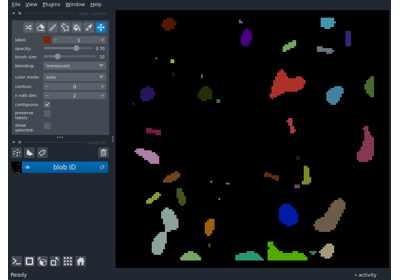 File View Plugins Window Help
label: 1
opacity: 0.70
brush size: 10
blending: translucent
color mode: auto
contour: 0
n edit dim: 2
contiguous:
preserve labels:
show selected:
blob ID
Ready
activity